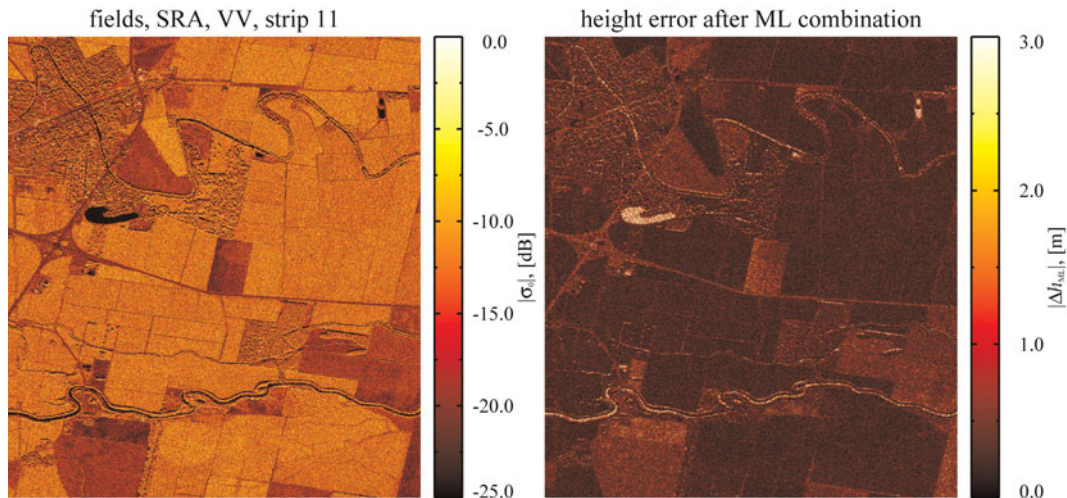 fields, SRA, VV, strip 11
height error after ML combination
0.0
-5.0
-10.0
-15.0
-20.0
-25.0
|σ₀|, [dB]
3.0
2.0
1.0
0.0
|Δh_ML|, [m]